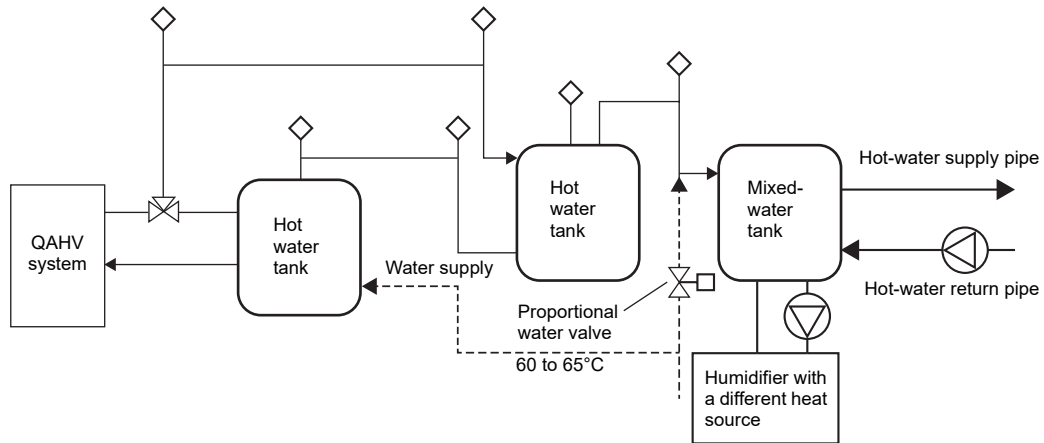 QAHV
system
Hot
water
tank
Water supply
Hot
water
tank
Proportional
water valve
60 to 65°C
Mixed-
water
tank
Hot-water supply pipe
Hot-water return pipe
Humidifier with
a different heat
source